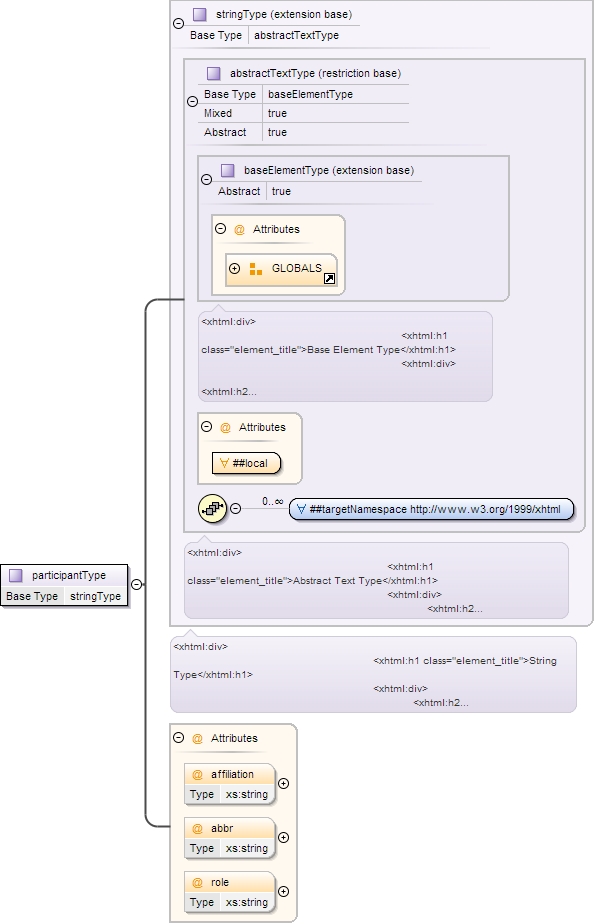 stringType (extension base)
Base Type abstractTextType
abstractTextType (restriction base)
Base Type baseElementType
Mixed true
Abstract true
baseElementType (extension base)
Abstract true
@ Attributes
GLOBALS
<xhtml:div>
<xhtml:h1
class="element_title">Base Element Type</xhtml:h1>
<xhtml:div>
<xhtml:h2...
@ Attributes
∀ ##local
0..∞
∀ ##targetNamespace http://www.w3.org/1999/xhtml
<xhtml:div>
<xhtml:h1
class="element_title">Abstract Text Type</xhtml:h1>
<xhtml:div>
<xhtml:h2...
participantType
Base Type stringType
<xhtml:div>
<xhtml:h1 class="element_title">String
Type</xhtml:h1>
<xhtml:div>
<xhtml:h2...
@ Attributes
@ affiliation
Type xs:string
@ abbr
Type xs:string
@ role
Type xs:string